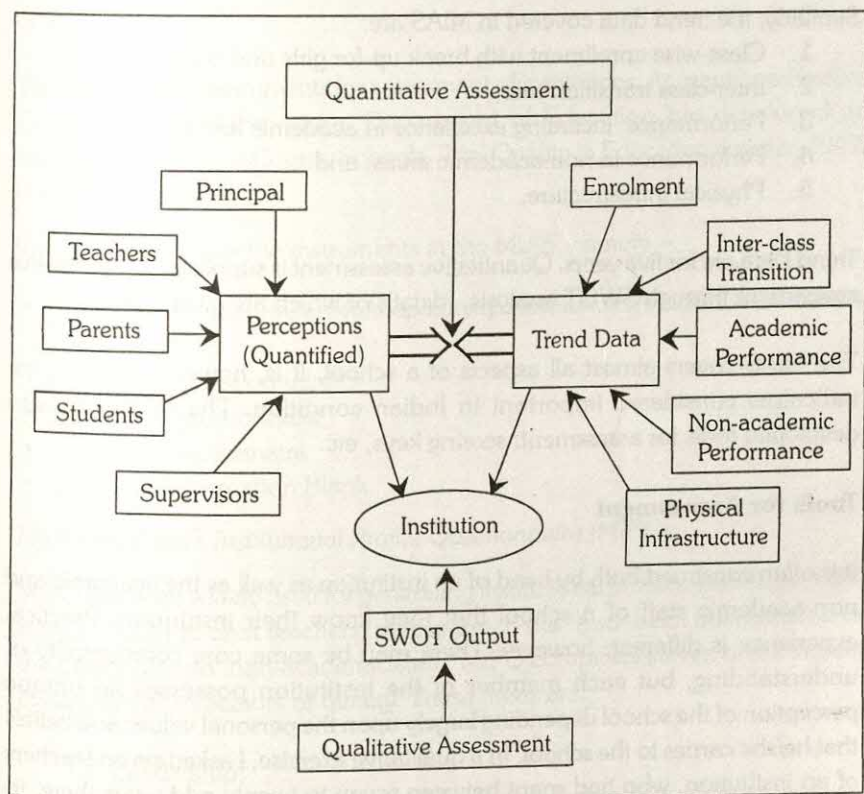 Quantitative Assessment
Principal
Enrolment
Teachers
Inter-class
Transition
Parents
Perceptions
(Quantified)
Trend Data
Academic
Performance
Students
Non-academic
Performance
Supervisors
Institution
Physical
Infrastructure
SWOT Output
Qualitative Assessment